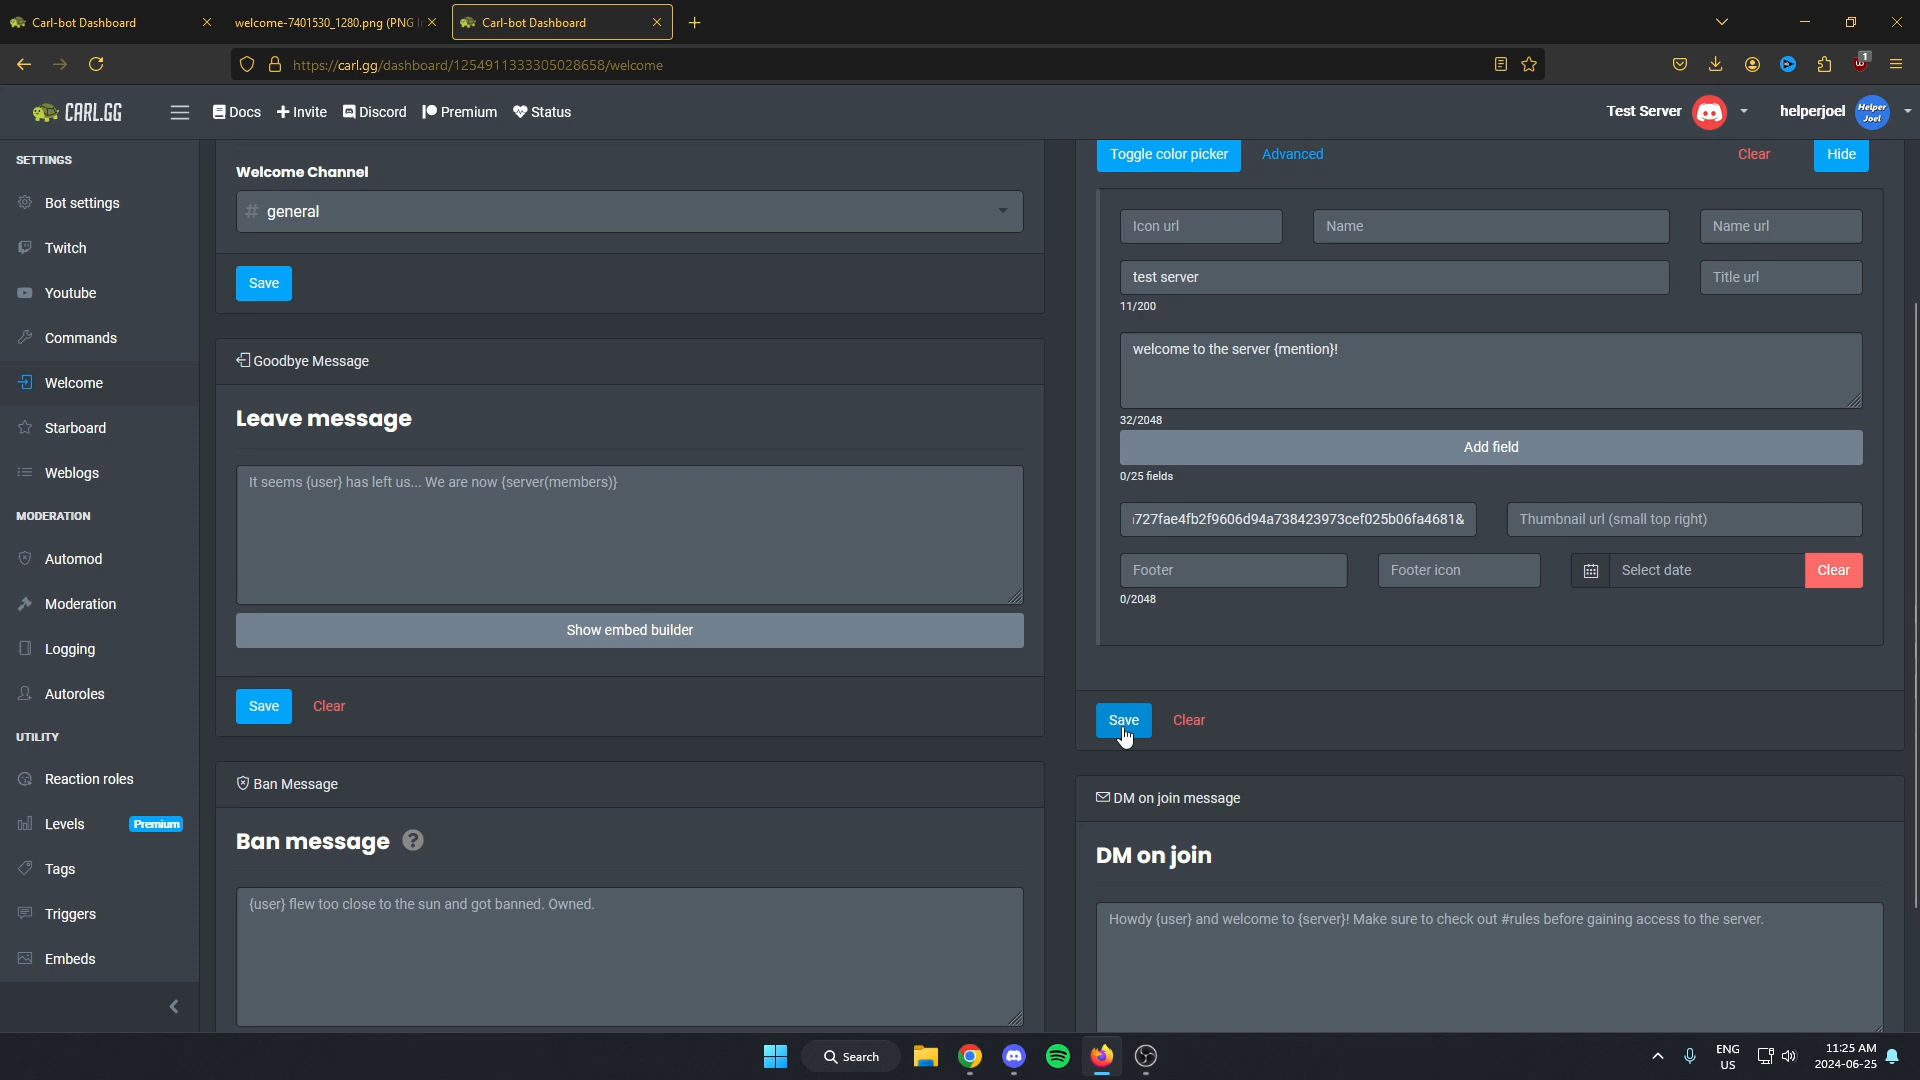 Carl-bot Dashboard
welcome-7401530_1280.png (PNG I
Carl-bot Dashboard
https://carl.gg/dashboard/1254911333305028658/welcome
1
CARL.GG
Docs
Invite
Discord
Premium
Status
Test Server
helperjoel
Helper
Joel
SETTINGS
Bot settings
Twitch
Youtube
Commands
Welcome
Starboard
Weblogs
MODERATION
Automod
Moderation
Logging
Autoroles
UTILITY
Reaction roles
Levels
Premium
Tags
Triggers
Embeds
Welcome Channel
# general
Save
Goodbye Message
Leave message
It seems {user} has left us... We are now {server(members)}
Show embed builder
Save
Clear
Ban Message
Ban message ?
{user} flew too close to the sun and got banned. Owned.
Toggle color picker
Advanced
Clear
Hide
Icon url
Name
Name url
test server
Title url
11/200
welcome to the server {mention}!
32/2048
Add field
0/25 fields
727fae4fb2f9606d94a738423973cef025b06fa4681&
Thumbnail url (small top right)
Footer
Footer icon
Select date
Clear
0/2048
Save
Clear
DM on join message
DM on join
Howdy {user} and welcome to {server}! Make sure to check out #rules before gaining access to the server.
Search
ENG
US
11:25 AM
2024-06-25